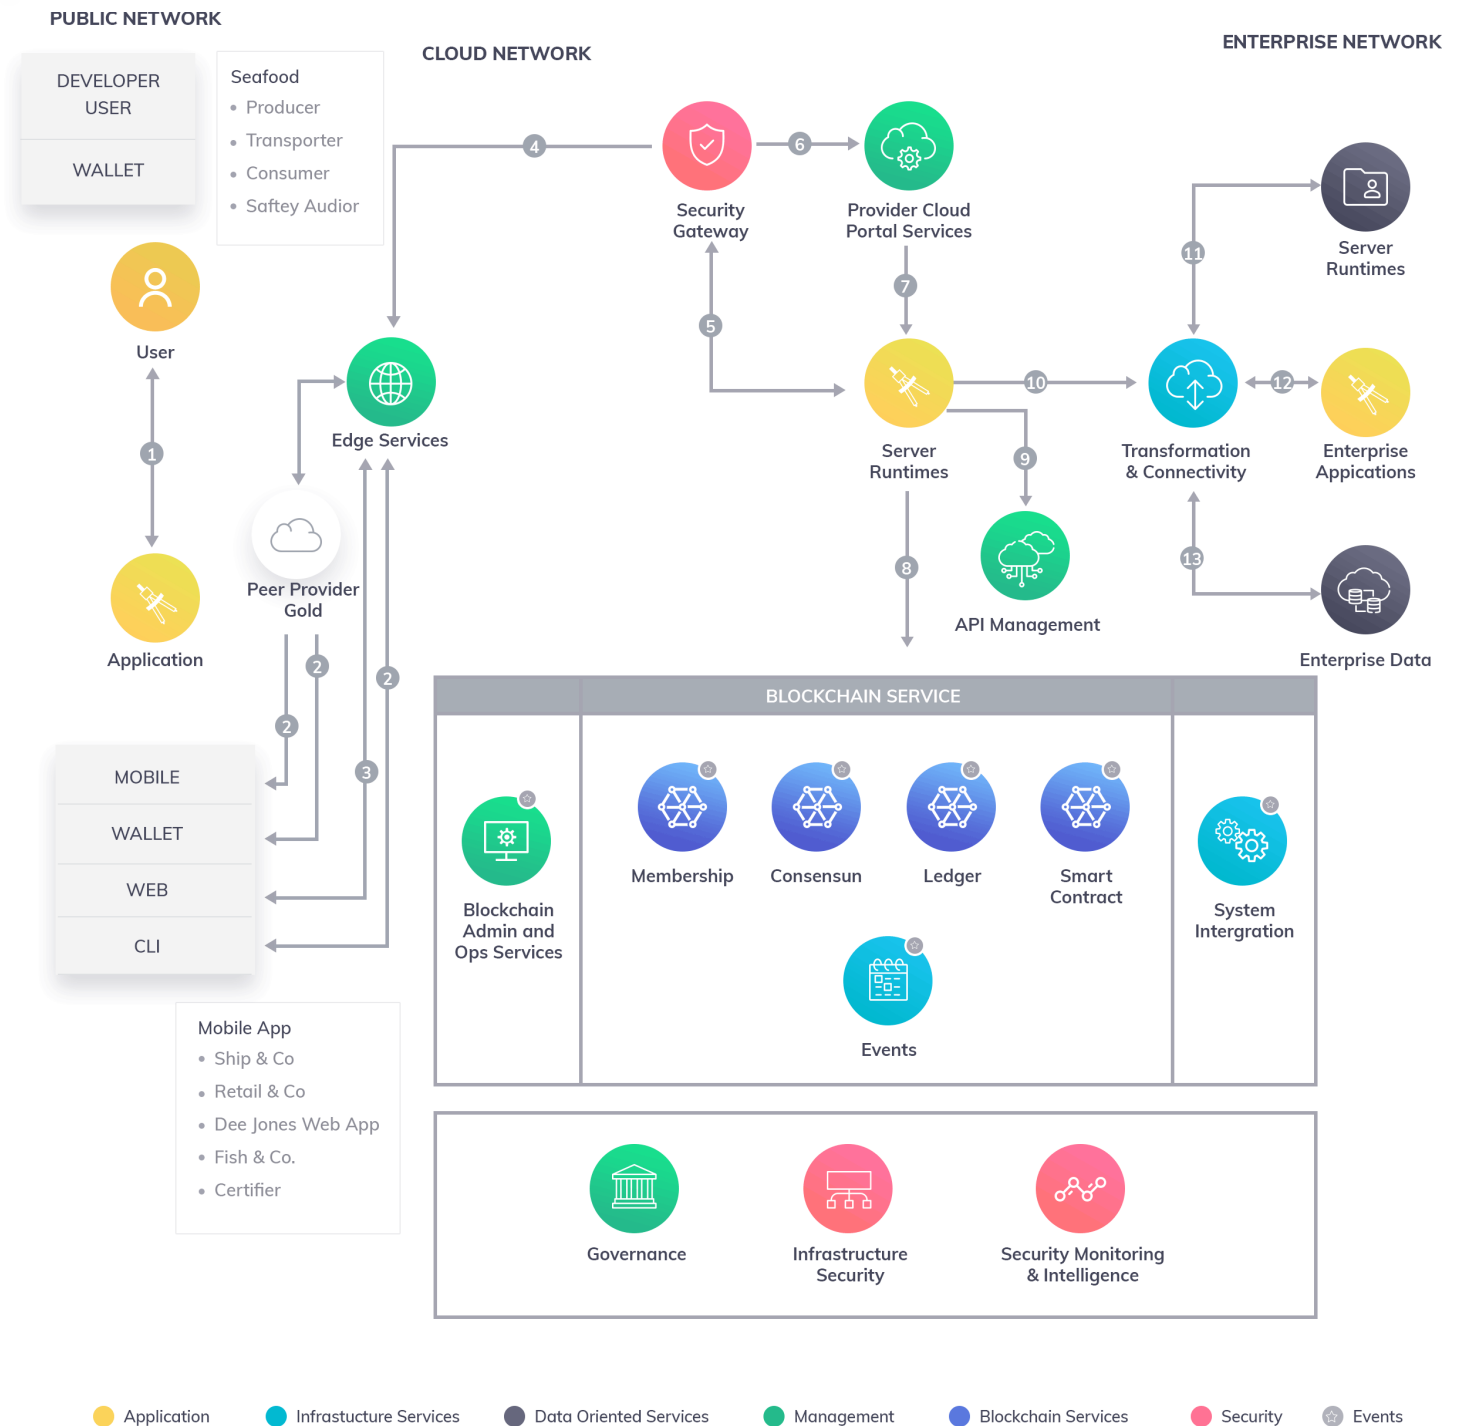 PUBLIC NETWORK
CLOUD NETWORK
ENTERPRISE NETWORK
DEVELOPER
USER
WALLET
Seafood
Producer
Transporter
Consumer
Saftey Audior
4
6
Security
Gateway
Provider Cloud
Portal Services
11
Server
Runtimes
7
5
User
10
12
Edge Services
1
Server
Runtimes
9
Transformation
& Connectivity
Enterprise
Appications
8
13
Peer Provider
Gold
API Management
Application
Enterprise Data
2
2
2
3
MOBILE
WALLET
WEB
CLI
BLOCKCHAIN SERVICE
Membership
Consensun
Ledger
Smart
Contract
Blockchain
Admin and
Ops Services
System
Intergration
Events
Mobile App
Ship & Co
Retail & Co
Dee Jones Web App
Fish & Co.
Certifier
Governance
Infrastructure
Security
Security Monitoring
& Intelligence
Application
Infrastucture Services
Data Oriented Services
Management
Blockchain Services
Security
Events